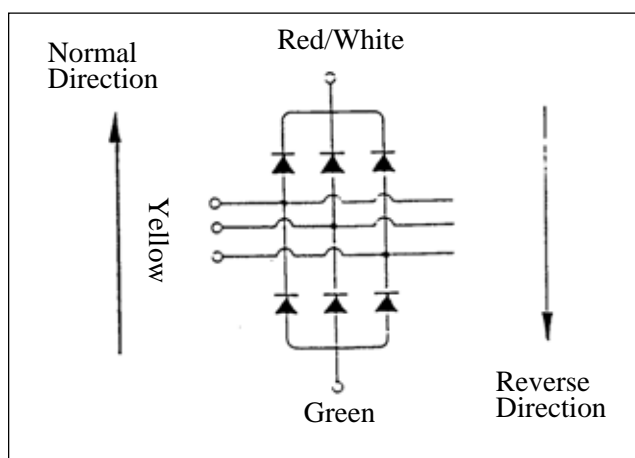 Red/White
Normal
Direction
Yellow
Green
Reverse
Direction